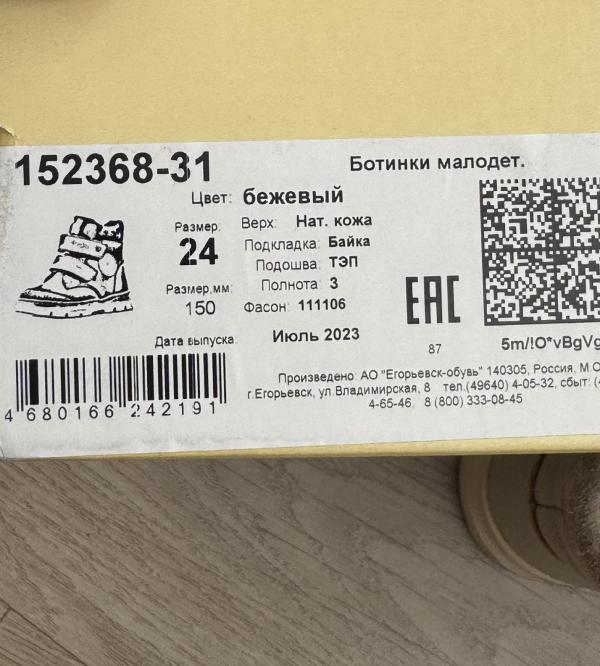 152368-31
Ботинки малодет.
Цвет: бежевый
Размер:
24
Верх: Нат. кожа
Подкладка: Байка
Подошва: ТЭП
Полнота: 3
Размер,мм:
150
Фасон: 111106
EAC
Дата выпуска:
Июль 2023
87
5m/!O*vBgVg
4 680166 242191
Произведено: АО "Егорьевск-обувь" 140305, Россия, М.О
г.Егорьевск, ул.Владимирская, 8 тел.(49640) 4-05-32, сбыт: (4
4-65-46, 8 (800) 333-08-45